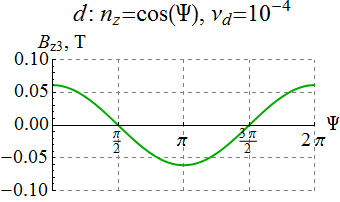 d: n_z=cos(Ψ), ν_d=10^-4
B_z3, T
0.10
0.05
0.00
-0.05
-0.10
π/2
π
3π/2
2π
Ψ